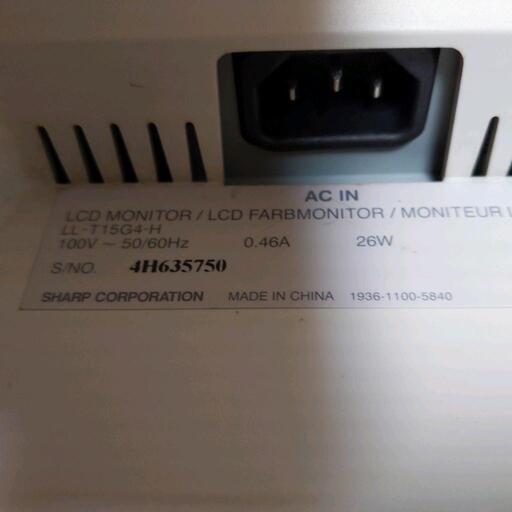 AC IN
LCD MONITOR / LCD FARBMONITOR / MONITEUR
LL-T15G4-H
100V ~ 50/60Hz 0.46A 26W
S/NO. 4H635750
SHARP CORPORATION MADE IN CHINA 1936-1100-5840